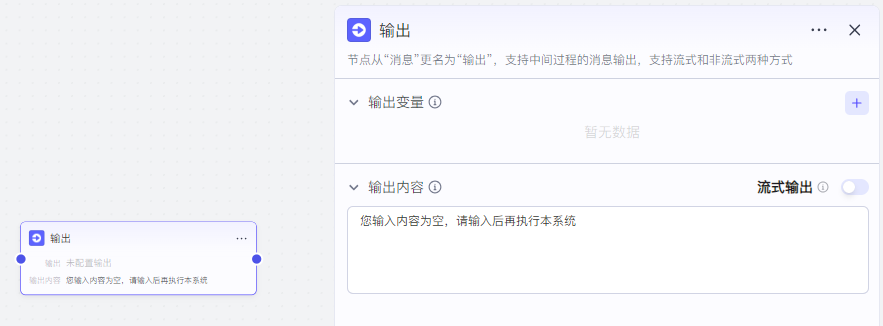 输出
节点从“消息”更名为“输出”，支持中间过程的消息输出，支持流式和非流式两种方式
输出变量
暂无数据
输出内容
流式输出
您输入内容为空，请输入后再执行本系统
输出
输出 未配置输出
输出内容 您输入内容为空，请输入后再执行本系统